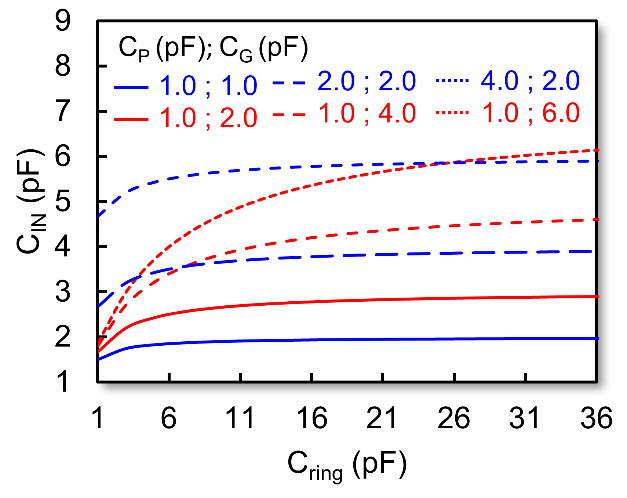 9
8
7
6
5
4
3
2
1
C_IN (pF)
C_P (pF); C_G (pF)
1.0 ; 1.0 2.0 ; 2.0 4.0 ; 2.0
1.0 ; 2.0 1.0 ; 4.0 1.0 ; 6.0
1 6 11 16 21 26 31 36
C_ring (pF)